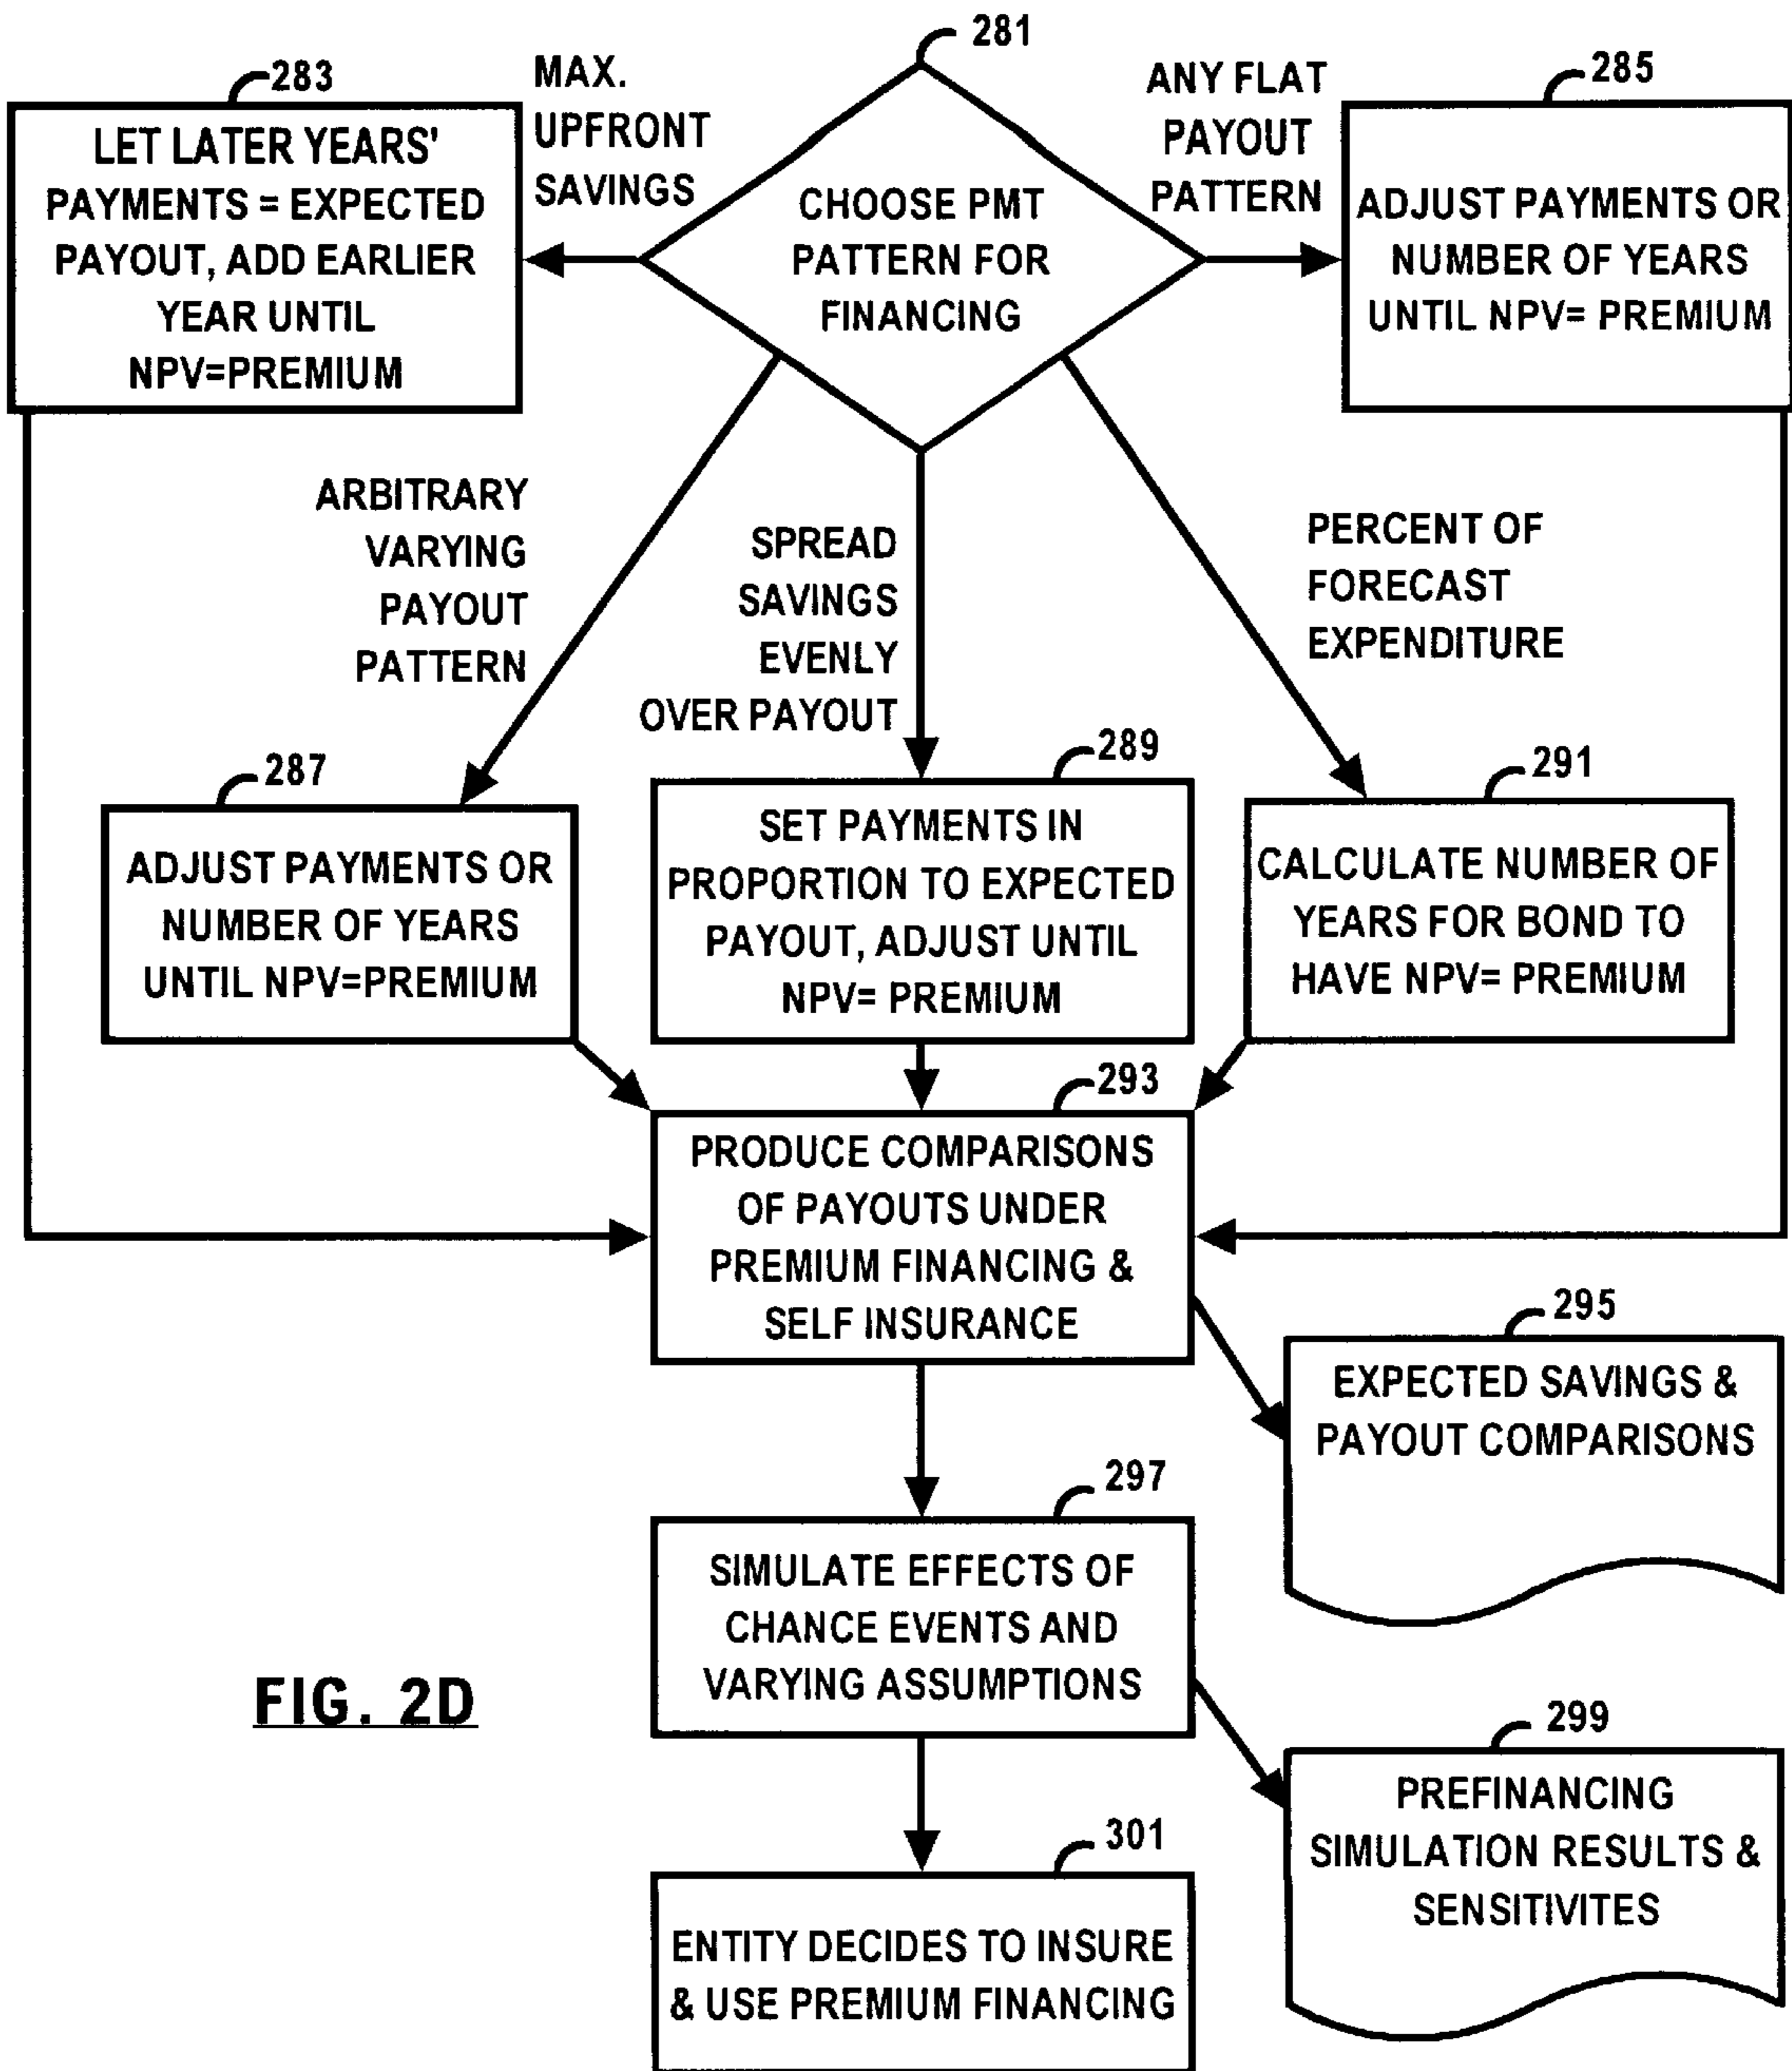 281
283
MAX.
UPFRONT
SAVINGS
ANY FLAT
PAYOUT
PATTERN
285
LET LATER YEARS'
PAYMENTS = EXPECTED
PAYOUT, ADD EARLIER
YEAR UNTIL
NPV=PREMIUM
CHOOSE PMT
PATTERN FOR
FINANCING
ADJUST PAYMENTS OR
NUMBER OF YEARS
UNTIL NPV= PREMIUM
ARBITRARY
VARYING
PAYOUT
PATTERN
SPREAD
SAVINGS
EVENLY
OVER PAYOUT
PERCENT OF
FORECAST
EXPENDITURE
287
289
291
ADJUST PAYMENTS OR
NUMBER OF YEARS
UNTIL NPV=PREMIUM
SET PAYMENTS IN
PROPORTION TO EXPECTED
PAYOUT, ADJUST UNTIL
NPV= PREMIUM
CALCULATE NUMBER OF
YEARS FOR BOND TO
HAVE NPV= PREMIUM
293
PRODUCE COMPARISONS
OF PAYOUTS UNDER
PREMIUM FINANCING &
SELF INSURANCE
295
EXPECTED SAVINGS &
PAYOUT COMPARISONS
297
SIMULATE EFFECTS OF
CHANCE EVENTS AND
VARYING ASSUMPTIONS
FIG. 2D
299
PREFINANCING
SIMULATION RESULTS &
SENSITIVITES
301
ENTITY DECIDES TO INSURE
& USE PREMIUM FINANCING